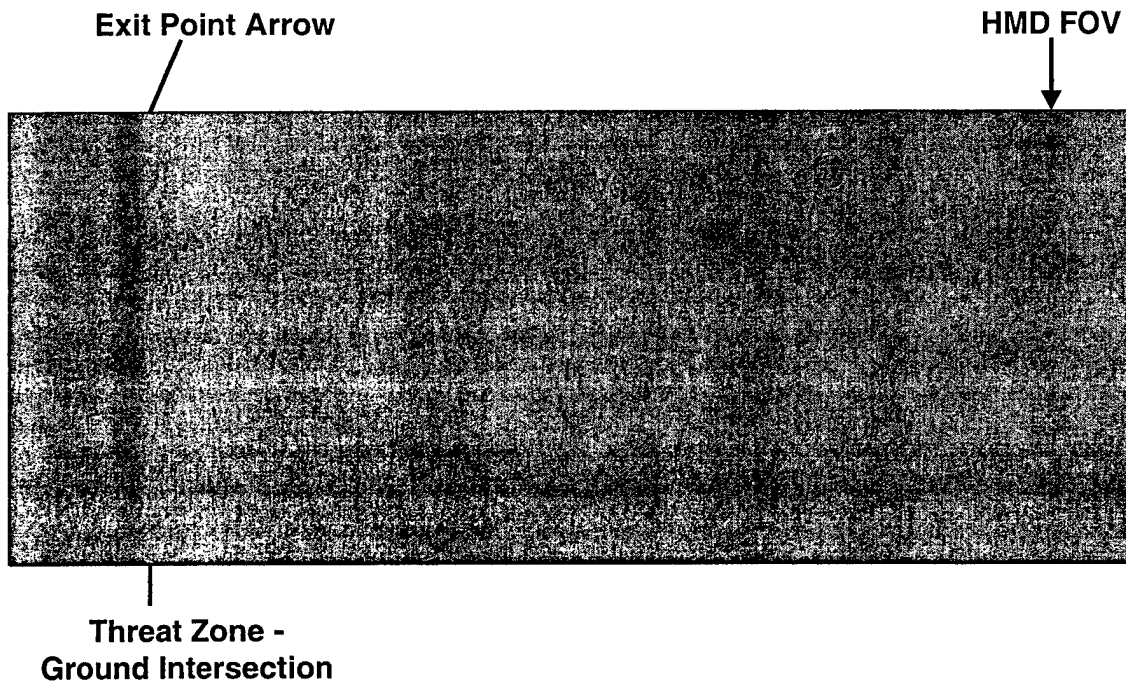 Exit Point Arrow
HMD FOV
Threat Zone -
Ground Intersection